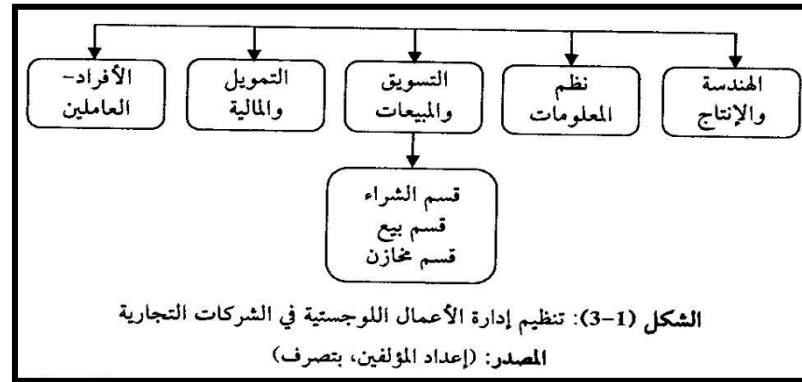 الهندسة
والإنتاج
نظم
المعلومات
التسويق
والمبيعات
التمويل
والمالية
الأفراد-
العاملين
قسم الشراء
قسم بيع
قسم مخازن
الشكل (1-3): تنظيم إدارة الأعمال اللوجستية في الشركات التجارية
المصدر: (إعداد المؤلفين، بتصرف)